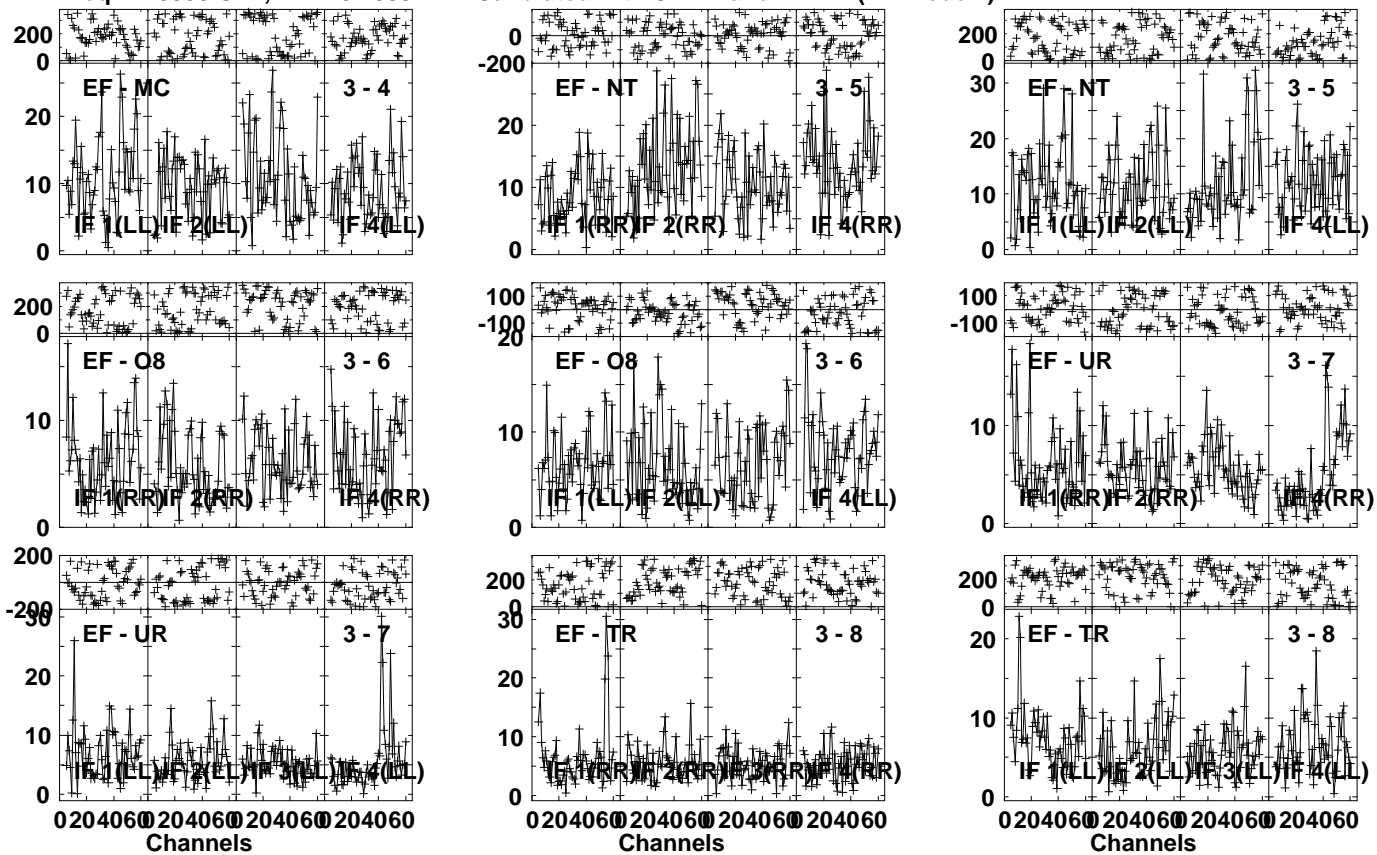 200
0
EF - MC
3 - 4
20
10
0
IF 1(LL)
IF 2(LL)
IF 4(LL)
0
-200
EF - NT
3 - 5
30
20
10
0
IF 1(RR)
IF 2(RR)
IF 4(RR)
200
0
EF - NT
3 - 5
30
20
10
0
IF 1(LL)
IF 2(LL)
IF 4(LL)
200
0
EF - O8
3 - 6
10
0
IF 1(RR)
IF 2(RR)
IF 4(RR)
100
-100
20
EF - O8
3 - 6
10
0
IF 1(LL)
IF 2(LL)
IF 4(LL)
100
-100
EF - UR
3 - 7
10
0
IF 1(RR)
IF 2(RR)
IF 4(RR)
200
-200
30
EF - UR
3 - 7
20
10
0
IF 1(LL)
IF 2(LL)
IF 3(LL)
IF 4(LL)
0 20 40 60 0 20 40 60 0 20 40 60 0 20 40 60
Channels
200
0
30
EF - TR
3 - 8
20
10
0
IF 1(RR)
IF 2(RR)
IF 3(RR)
IF 4(RR)
0 20 40 60 0 20 40 60 0 20 40 60 0 20 40 60
Channels
200
0
EF - TR
3 - 8
20
10
0
IF 1(LL)
IF 2(LL)
IF 3(LL)
IF 4(LL)
0 20 40 60 0 20 40 60 0 20 40 60 0 20 40 60
Channels